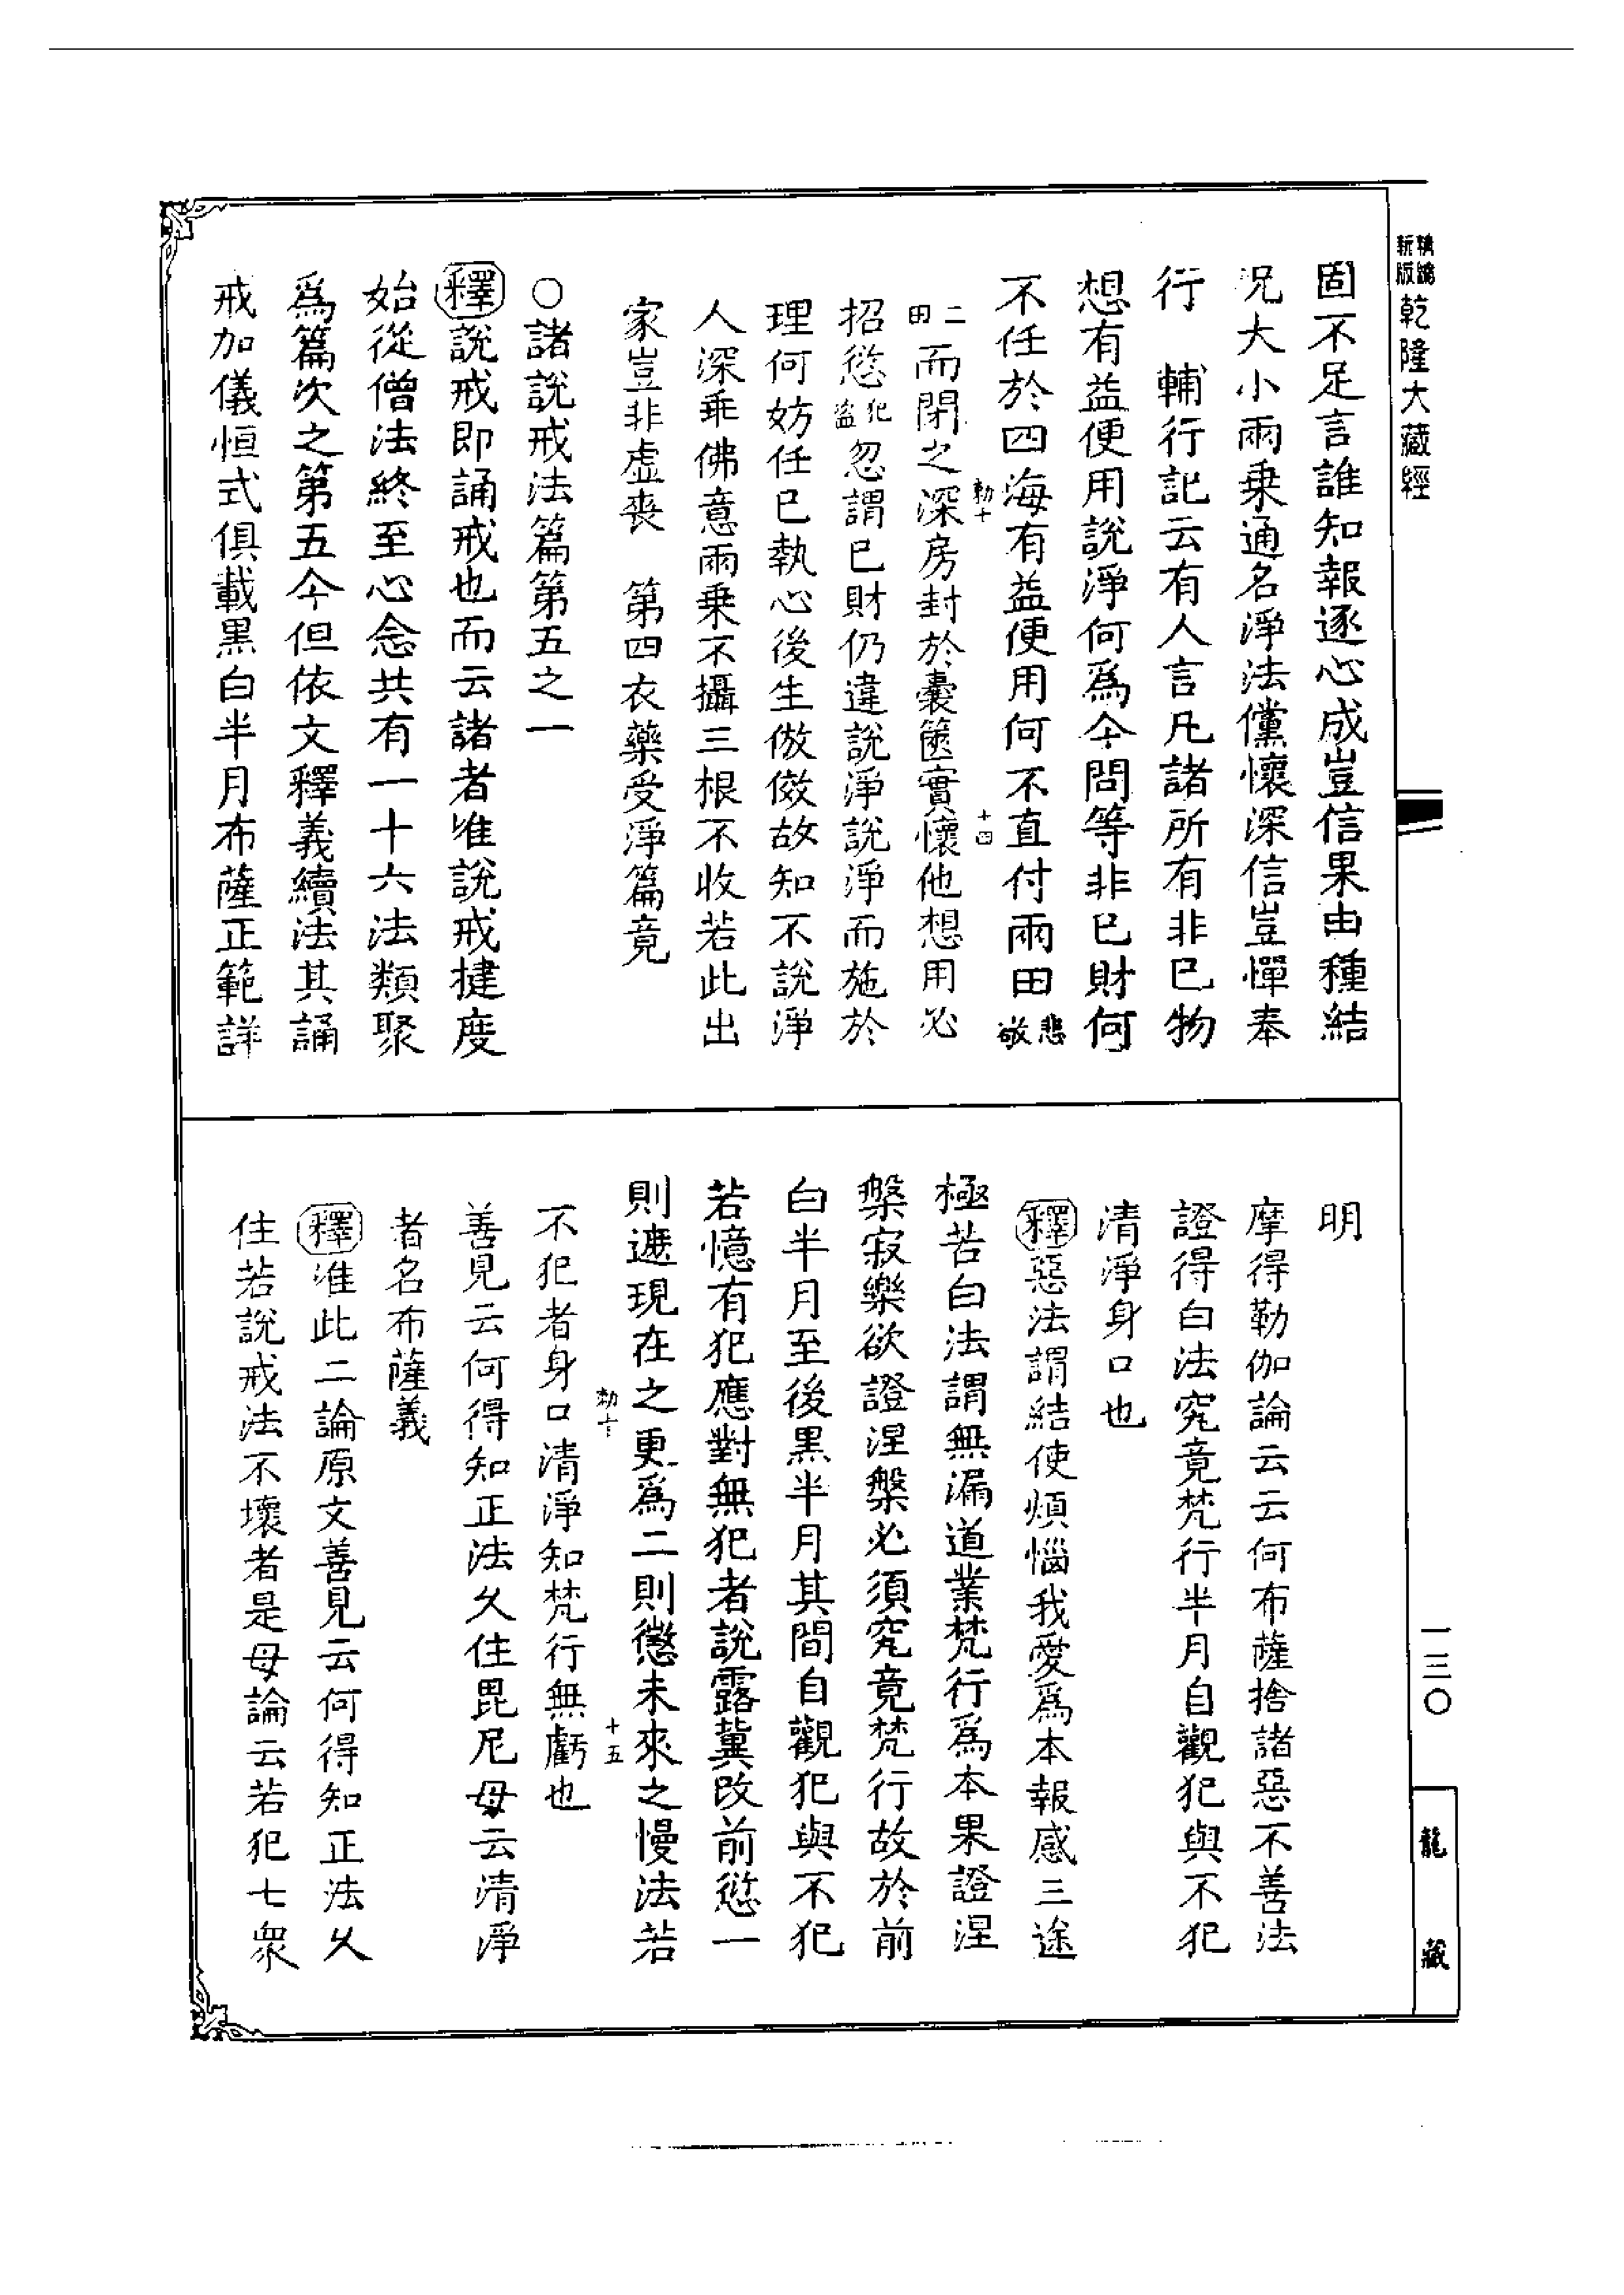 新編
新版
乾隆大藏經
固不足言誰知報逐心成豈信果由種結
況大小兩乘通名淨法儻懷深信豈憚奉
行　輔行記云有人言凡諸所有非已物
想有益便用說淨何爲今問等非已財何
不任於四海有益便用何不直付兩田悲敬
二田而閉之深房封於囊篋實懷他想用必
勑十
十四
招愆犯盜忽謂已財仍違說淨說淨而施於
理何妨任已執心後生倣傚故知不說淨
人深乖佛意兩乘不攝三根不收若此出
家豈非虛喪　第四衣藥受淨篇竟
○諸說戒法篇第五之一
釋說戒即誦戒也而云諸者准說戒揵度
始從僧法終至心念共有一十六法類聚
爲篇次之第五今但依文釋義續法其誦
戒加儀恒式俱載黑白半月布薩正範詳
明
摩得勒伽論云云何布薩捨諸惡不善法
證得白法究竟梵行半月自觀犯與不犯
清淨身口也
釋惡法謂結使煩惱我愛爲本報感三途
極苦白法謂無漏道業梵行爲本果證涅
槃寂樂欲證涅槃必須究竟梵行故於前
白半月至後黑半月其間自觀犯與不犯
若憶有犯應對無犯者說露冀改前愆一
則遮現在之更爲二則懲未來之慢法若
十五
不犯者身口清淨知梵行無虧也
善見云何得知正法久住毘尼母云清淨
者名布薩義
釋准此二論原文善見云何得知正法久
住若說戒法不壞者是母論云若犯七衆
一三〇
龍藏